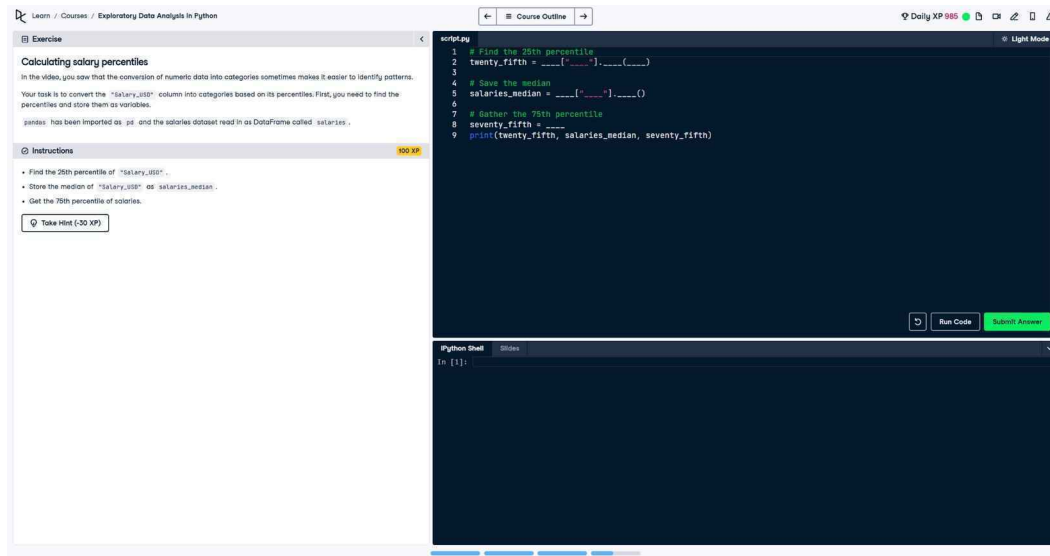 Learn / Courses / Exploratory Data Analysis in Python
← ≡ Course Outline →
Daily XP 985
Exercise
Calculating salary percentiles
In the video, you saw that the conversion of numeric data into categories sometimes makes it easier to identify patterns.
Your task is to convert the "Salary_USD" column into categories based on its percentiles. First, you need to find the
percentiles and store them as variables.
pandas has been imported as pd and the salaries dataset read in as DataFrame called salaries .
Instructions
100 XP
• Find the 25th percentile of "Salary_USD" .
• Store the median of "Salary_USD" as salaries_median .
• Get the 75th percentile of salaries.
Take Hint (-30 XP)
script.py
Light Mode
1 # Find the 25th percentile
2 twenty_fifth = ____["____"].____(____)
3
4 # Save the median
5 salaries_median = ____["____"].____()
6
7 # Gather the 75th percentile
8 seventy_fifth = ____
9 print(twenty_fifth, salaries_median, seventy_fifth)
Run Code
Submit Answer
IPython Shell Slides
In [1]: